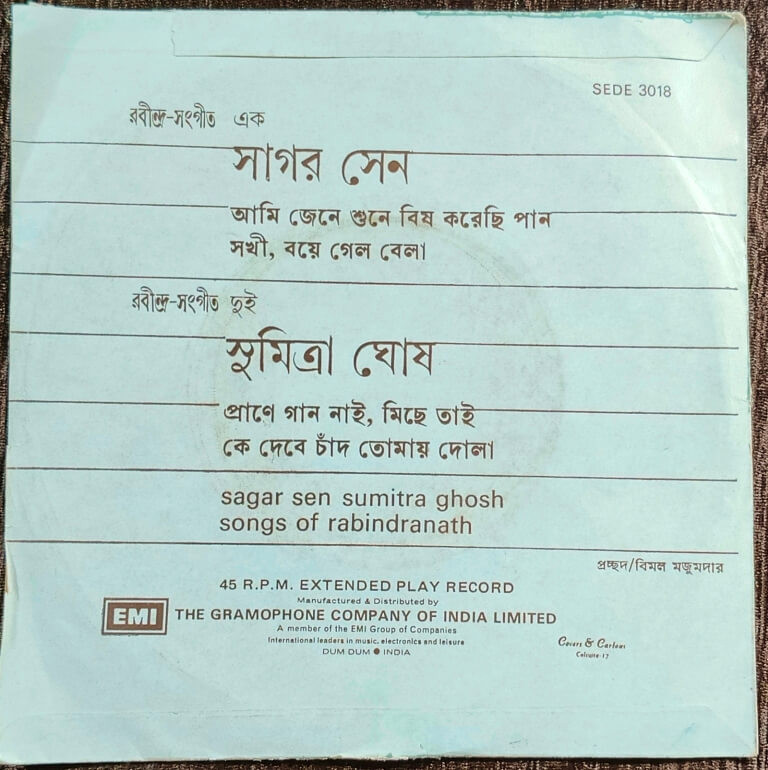 SEDE 3018
রবীন্দ্র-সংগীত এক
সাগর সেন
আমি জেনে শুনে বিষ করেছি পান
সখী, বয়ে গেল বেলা
রবীন্দ্র-সংগীত দুই
সুমিত্রা ঘোষ
প্রাণে গান নাই, মিছে তাই
কে দেবে চাঁদ তোমায় দোলা
sagar sen sumitra ghosh
songs of rabindranath
প্রচ্ছদ/বিমল মজুমদার
45 R.P.M. EXTENDED PLAY RECORD
Manufactured & Distributed by
EMI THE GRAMOPHONE COMPANY OF INDIA LIMITED
A member of the EMI Group of Companies
International leaders in music, electronics and leisure
DUM DUM ● INDIA
Covers & Cartons
Calcutta-12